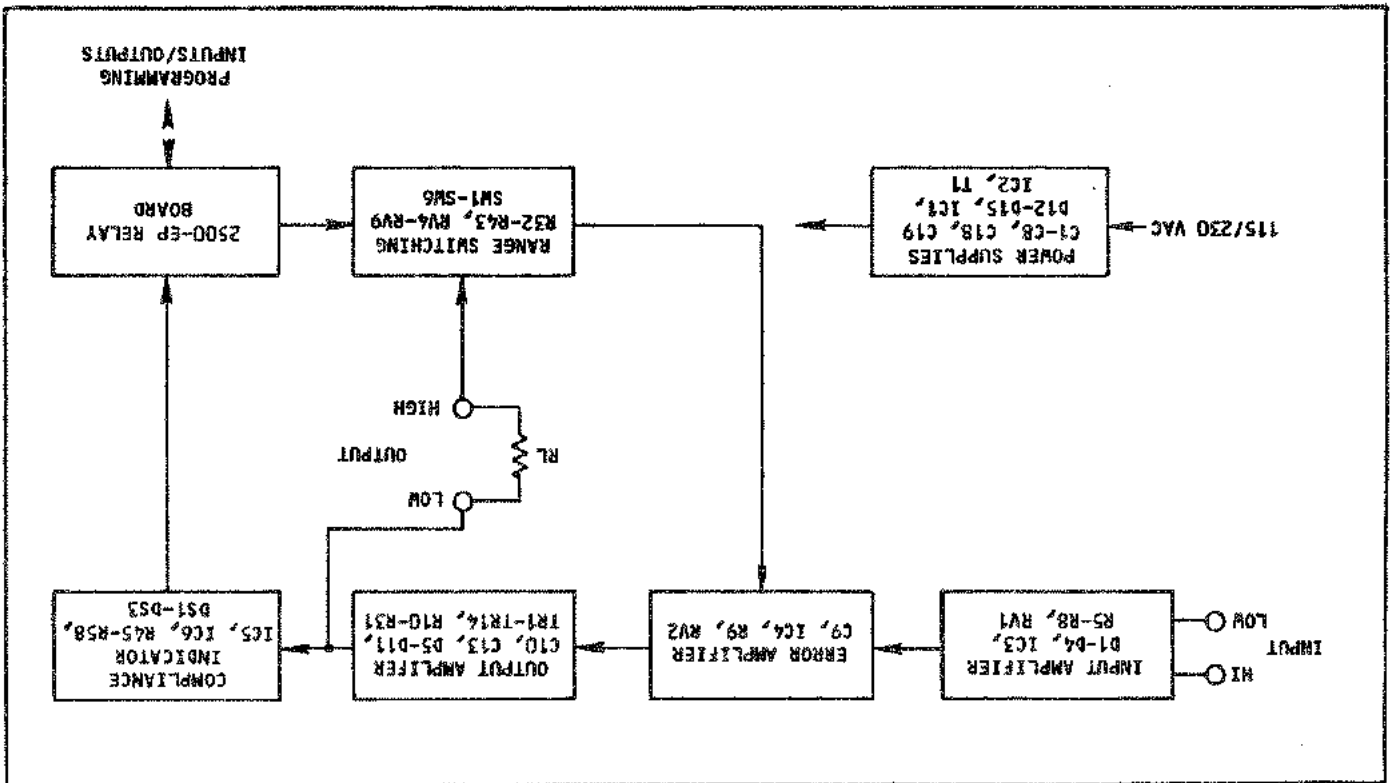 HI
INPUT
LOW
INPUT AMPLIFIER
D1-D4, IC3,
R5-R8, RV1
ERROR AMPLIFIER
C9, IC4, R9, RV2
OUTPUT AMPLIFER
C10, C13, D5-D11,
TR1-TR14, R10-R31
COMPLIANCE
INDICATOR
IC5, IC6, R45-R58,
DS1-DS3
LOW
RL
OUTPUT
HIGH
115/230 VAC
POWER SUPPLIES
C1-C8, C18, C19
D12-D15, IC1,
IC2, T1
RANGE SWITCHING
R32-R43, RV4-RV9
SW1-SW6
2500-EP RELAY
BOARD
PROGRAMMING
INPUTS/OUTPUTS